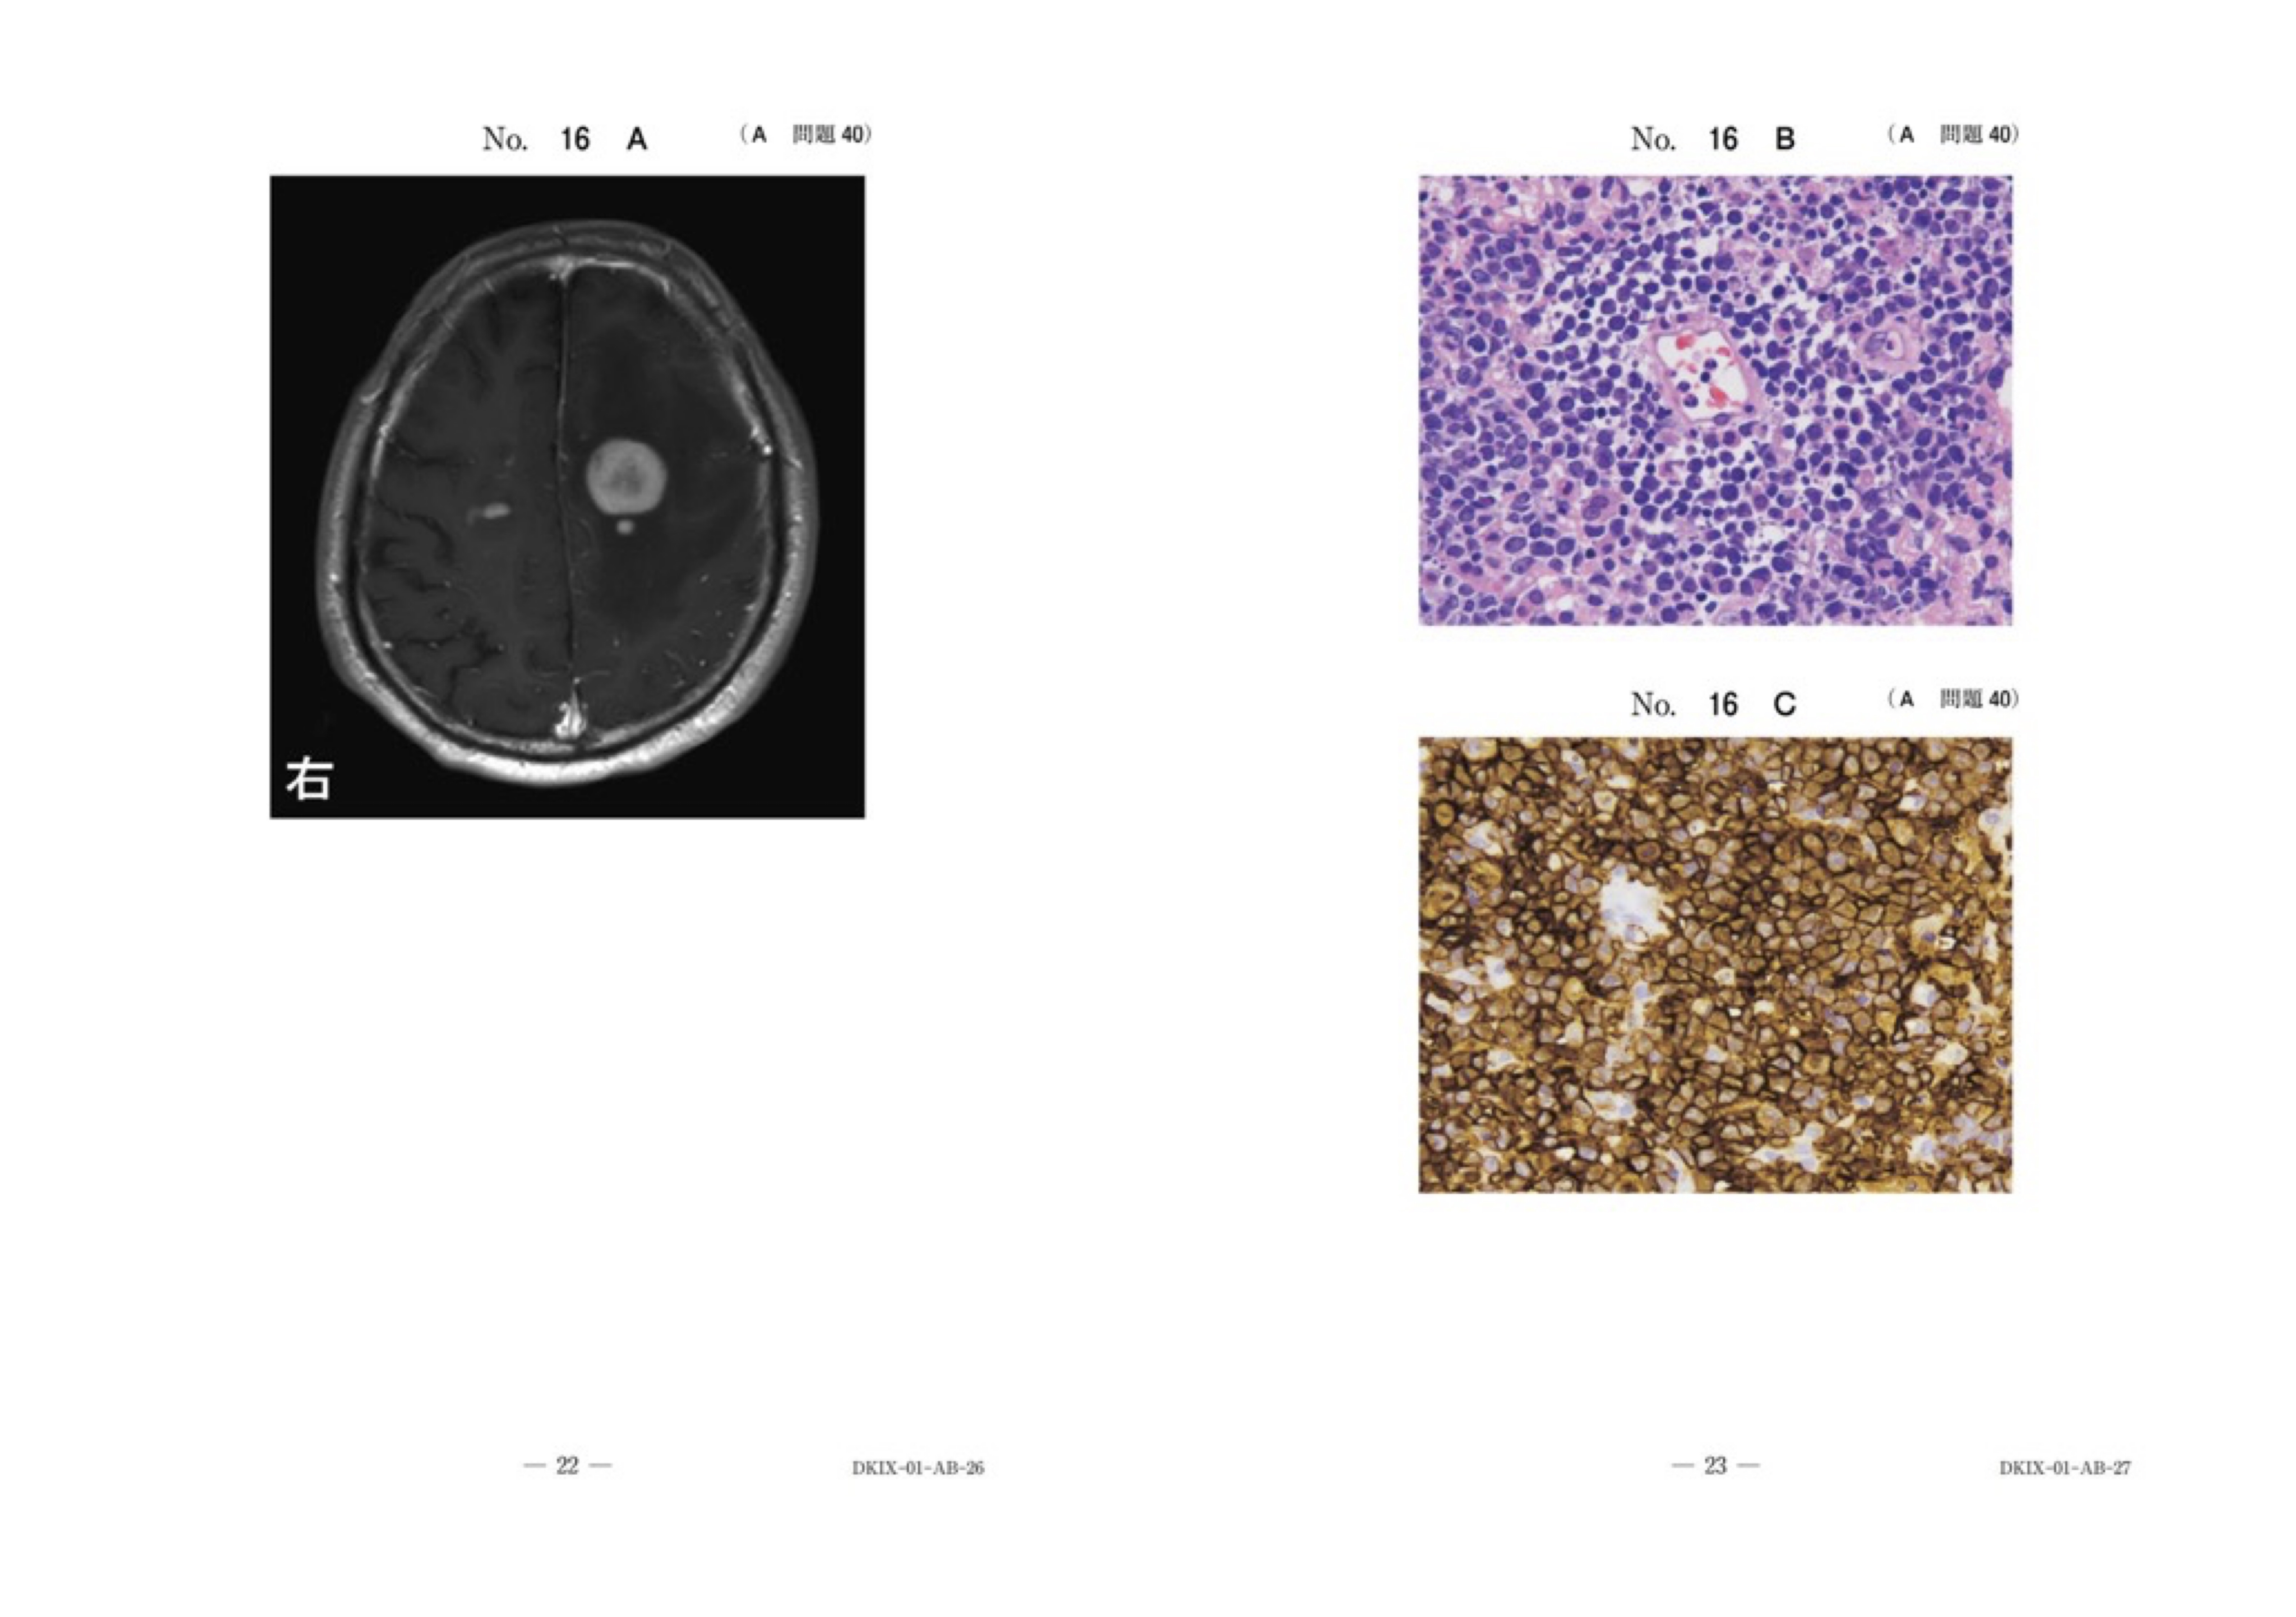 No. 16 A （A 問題 40）
右
— 22 —
DKIX-01-AB-26
No. 16 B （A 問題 40）
No. 16 C （A 問題 40）
— 23 —
DKIX-01-AB-27